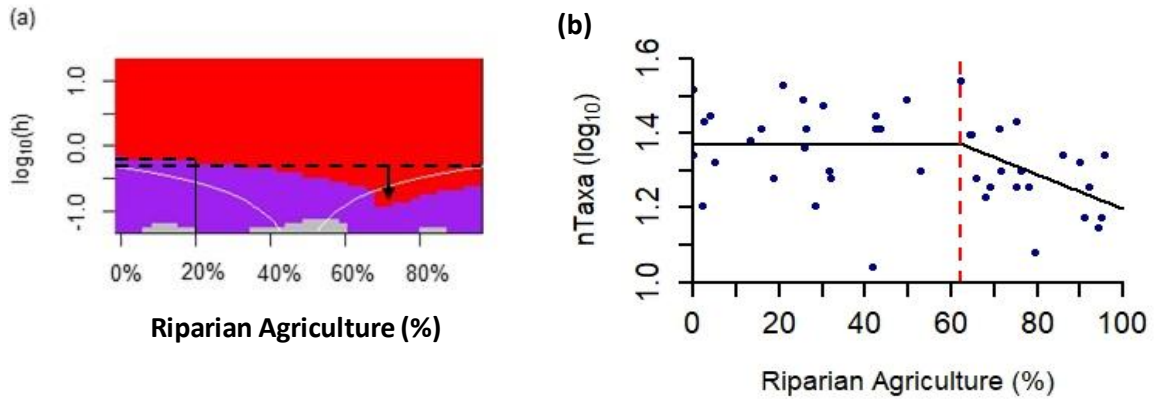 (a)
1.0
0.0
-1.0
log10(h)
0% 20% 40% 60% 80%
Riparian Agriculture (%)
(b)
1.6
1.4
1.2
1.0
nTaxa (log10)
0 20 40 60 80 100
Riparian Agriculture (%)